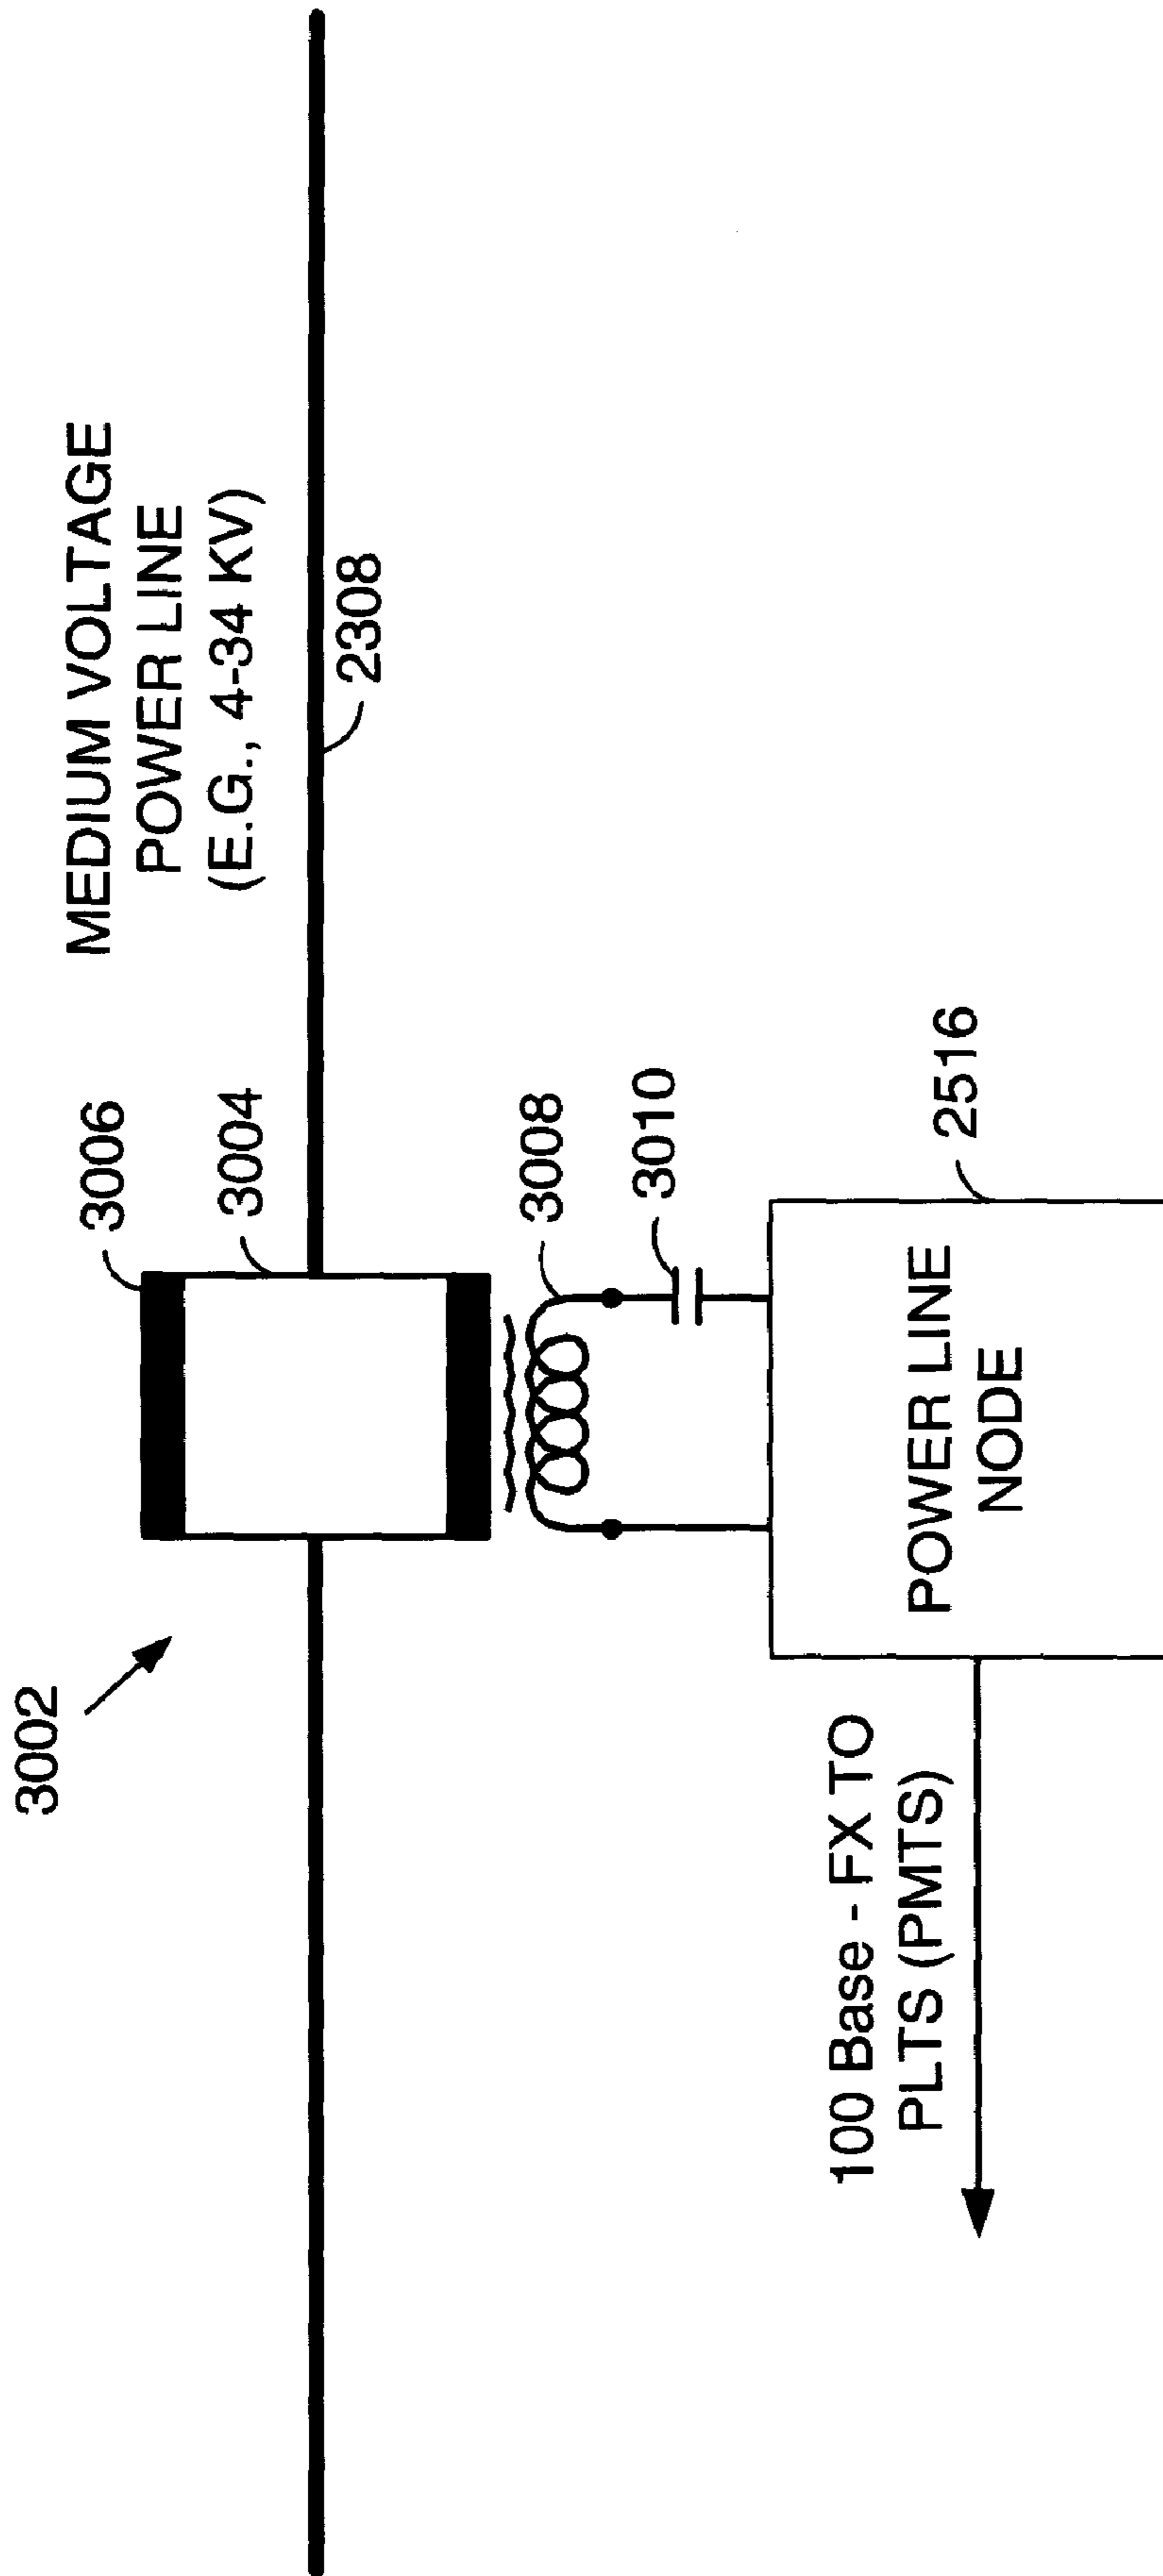 3002
3006
3004
MEDIUM VOLTAGE
POWER LINE
(E.G., 4-34 KV)
2308
3008
3010
2516
POWER LINE
NODE
100 Base - FX TO
PLTS (PMTS)